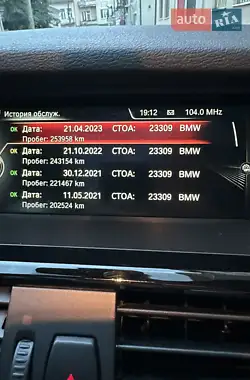 AUTO
RIA
История обслуж.
19:12 104.0 MHz
OK Дата: 21.04.2023 СТОА: 23309 BMW
Пробег: 253958 km
OK Дата: 21.10.2022 СТОА: 23309 BMW
Пробег: 243154 km
OK Дата: 30.12.2021 СТОА: 23309 BMW
Пробег: 221467 km
OK Дата: 11.05.2021 СТОА: 23309 BMW
Пробег: 202524 km